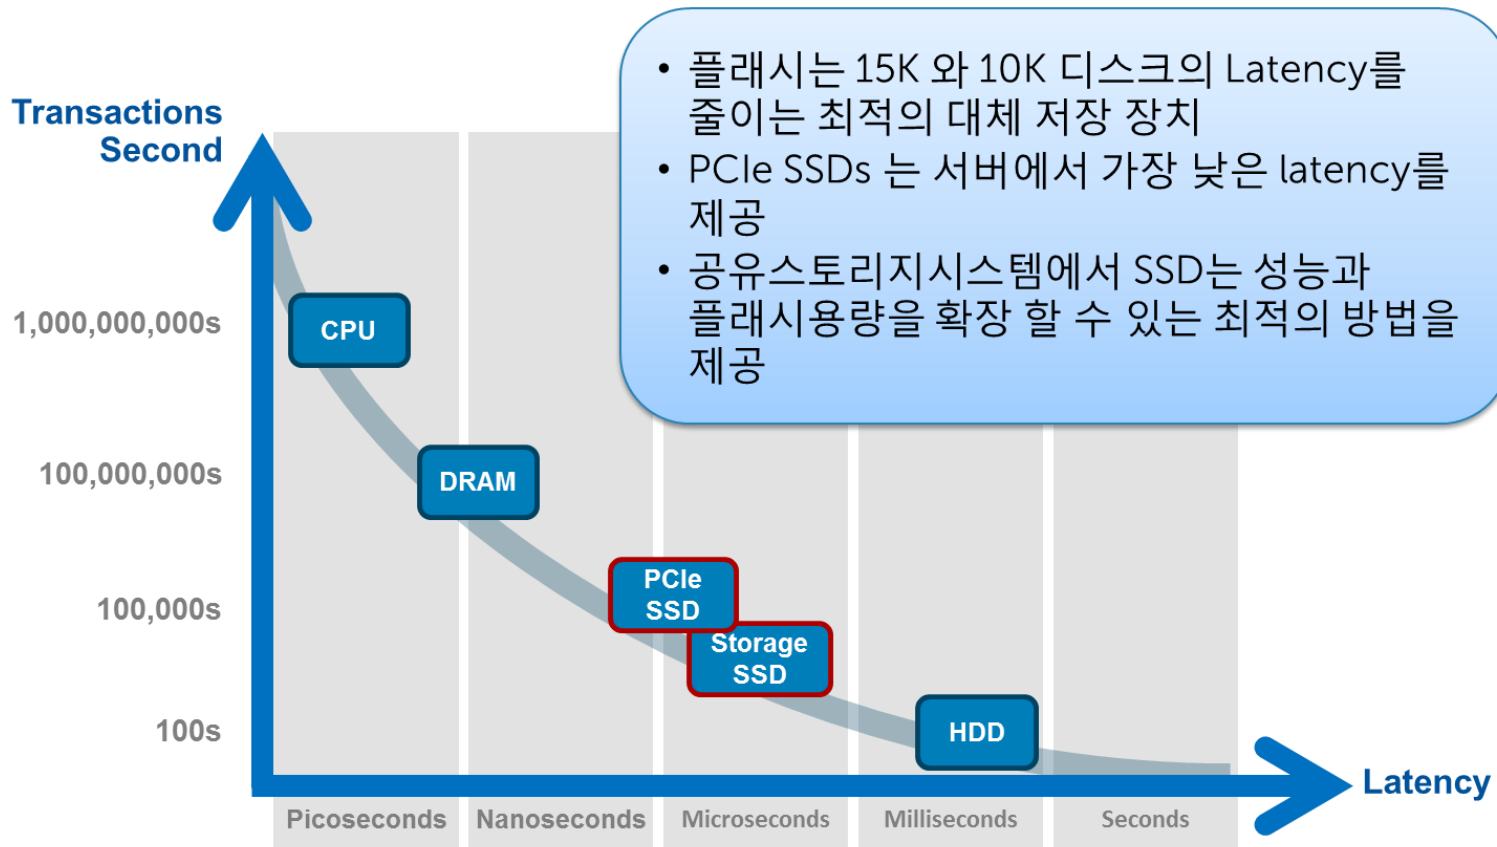 • 플래시는 15K 와 10K 디스크의 Latency를
줄이는 최적의 대체 저장 장치
• PCIe SSDs 는 서버에서 가장 낮은 latency를
제공
• 공유스토리지시스템에서 SSD는 성능과
플래시용량을 확장 할 수 있는 최적의 방법을
제공
Transactions
Second
1,000,000,000s
CPU
100,000,000s
DRAM
100,000s
PCIe
SSD
Storage
SSD
100s
HDD
Latency
Picoseconds
Nanoseconds
Microseconds
Milliseconds
Seconds